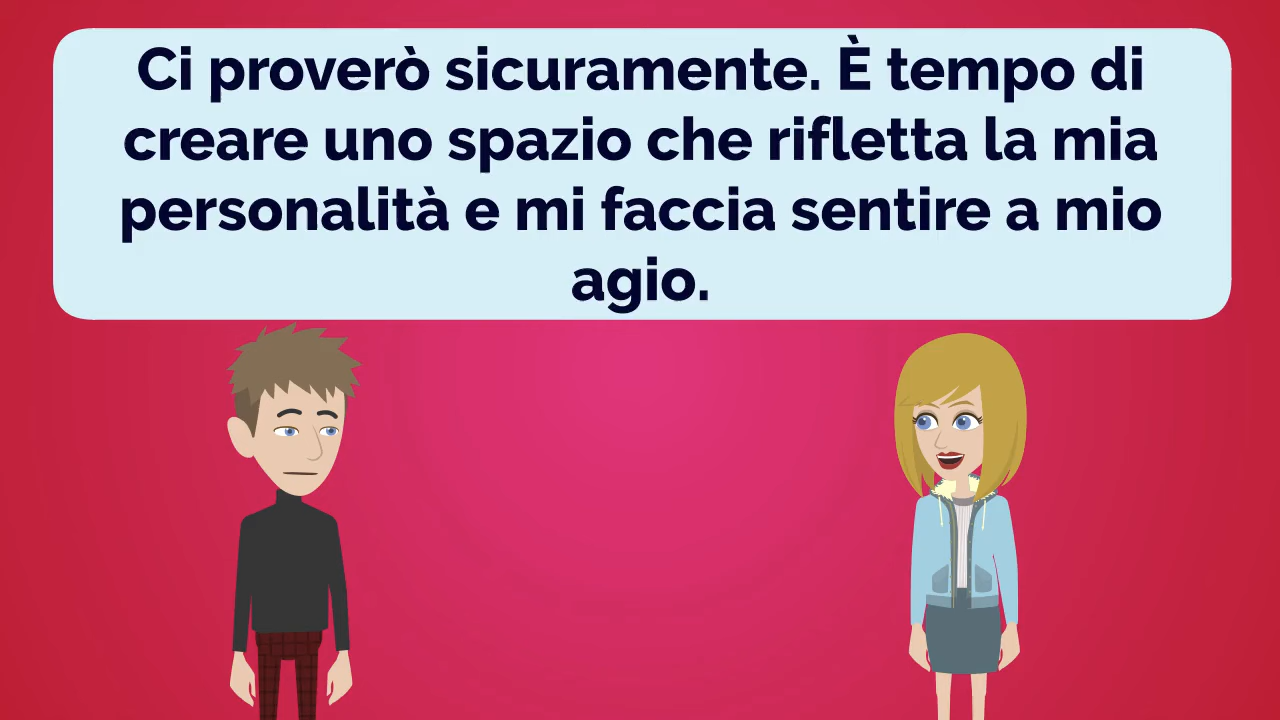 Ci proverò sicuramente. È tempo di
creare uno spazio che rifletta la mia
personalità e mi faccia sentire a mio
agio.